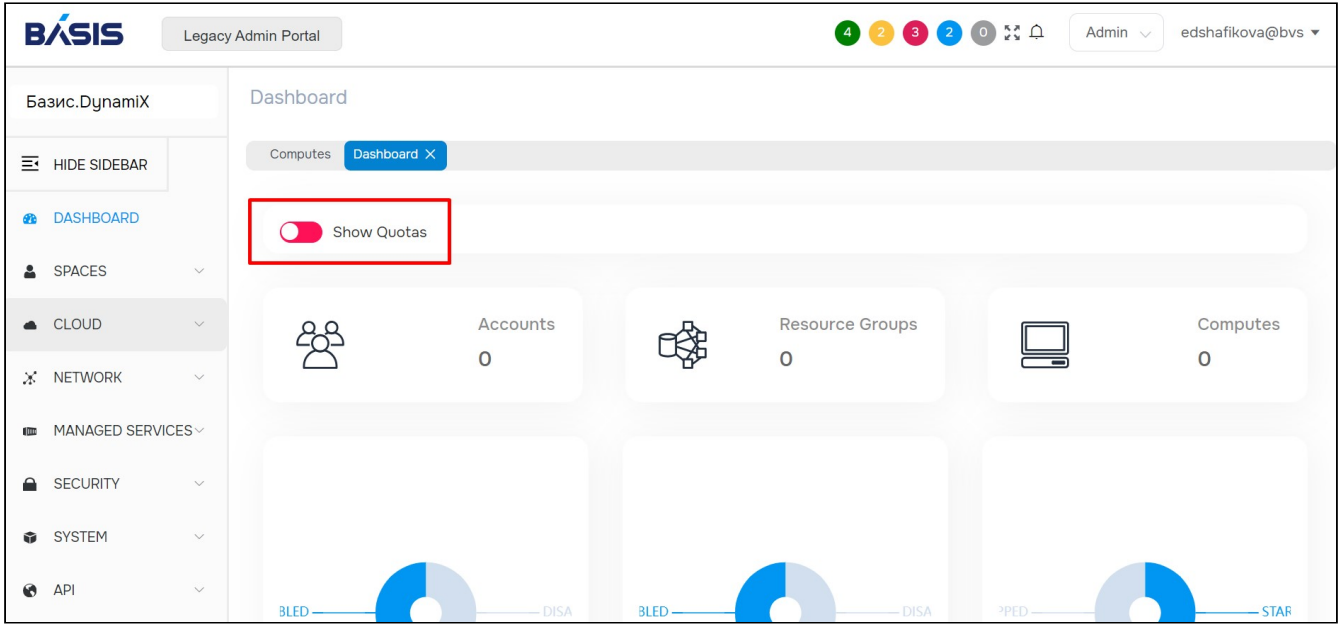 BÁSIS
Legacy Admin Portal
4 2 3 2 0
Admin
edshafikova@bvs
Базис.DynamiX
Dashboard
HIDE SIDEBAR
Computes
Dashboard
DASHBOARD
Show Quotas
SPACES
CLOUD
Accounts
0
Resource Groups
0
Computes
0
NETWORK
MANAGED SERVICES
SECURITY
SYSTEM
API
BLED
DISA
BLED
DISA
PPED
STAR